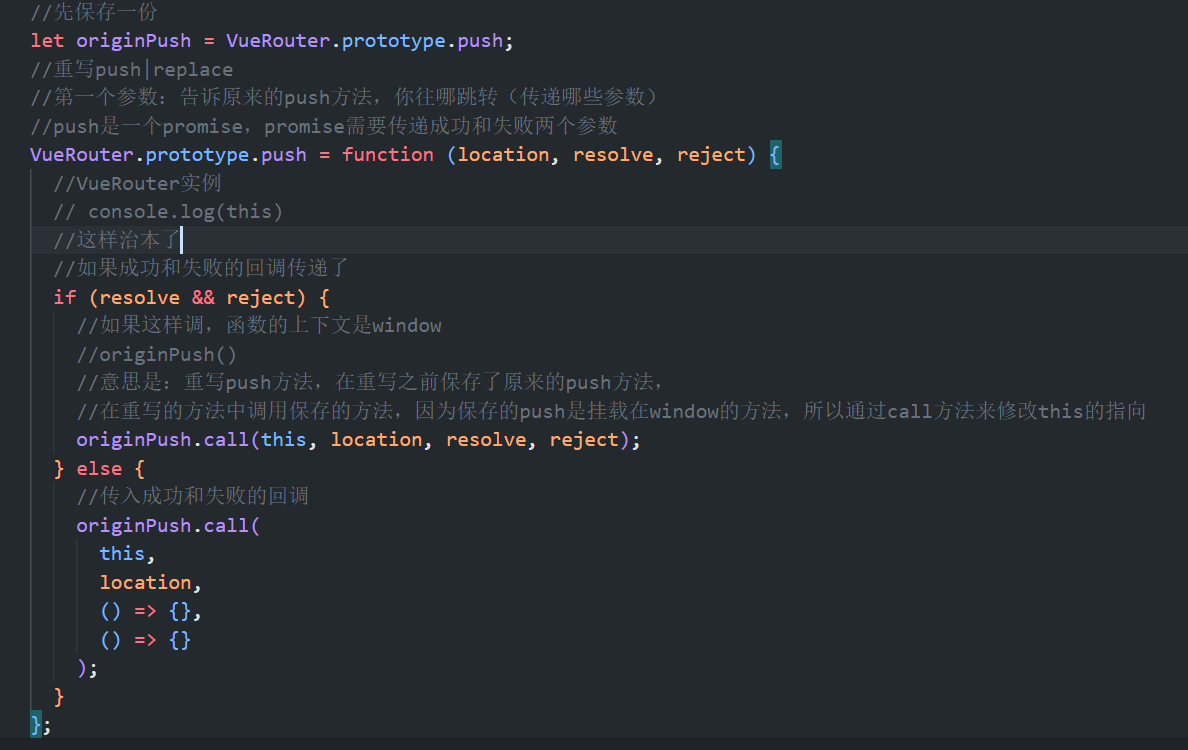 //先保存一份
let originPush = VueRouter.prototype.push;
//重写push|replace
//第一个参数：告诉原来的push方法，你往哪跳转（传递哪些参数）
//push是一个promise，promise需要传递成功和失败两个参数
VueRouter.prototype.push = function (location, resolve, reject) {
  //VueRouter实例
  // console.log(this)
  //这样治本了
  //如果成功和失败的回调传递了
  if (resolve && reject) {
    //如果这样调，函数的上下文是window
    //originPush()
    //意思是：重写push方法，在重写之前保存了原来的push方法，
    //在重写的方法中调用保存的方法，因为保存的push是挂载在window的方法，所以通过call方法来修改this的指向
    originPush.call(this, location, resolve, reject);
  } else {
    //传入成功和失败的回调
    originPush.call(
      this,
      location,
      () => {},
      () => {}
    );
  }
};